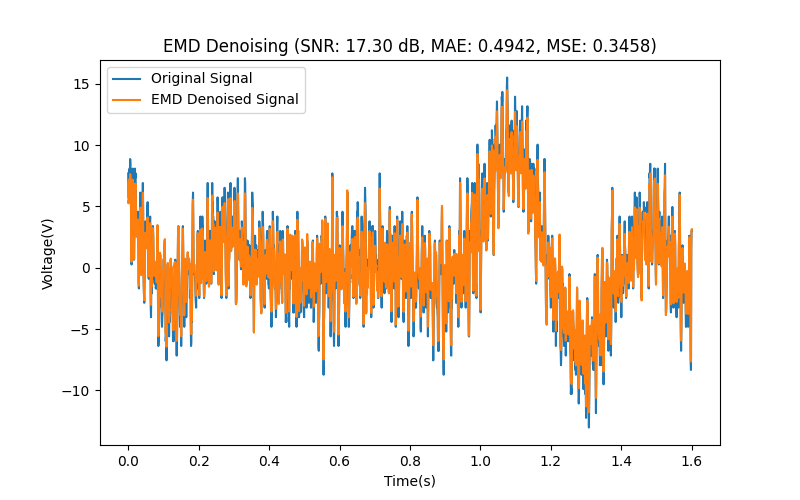 EMD Denoising (SNR: 17.30 dB, MAE: 0.4942, MSE: 0.3458)
Original Signal
EMD Denoised Signal
15
10
5
0
−5
−10
Voltage(V)
0.0 0.2 0.4 0.6 0.8 1.0 1.2 1.4 1.6
Time(s)